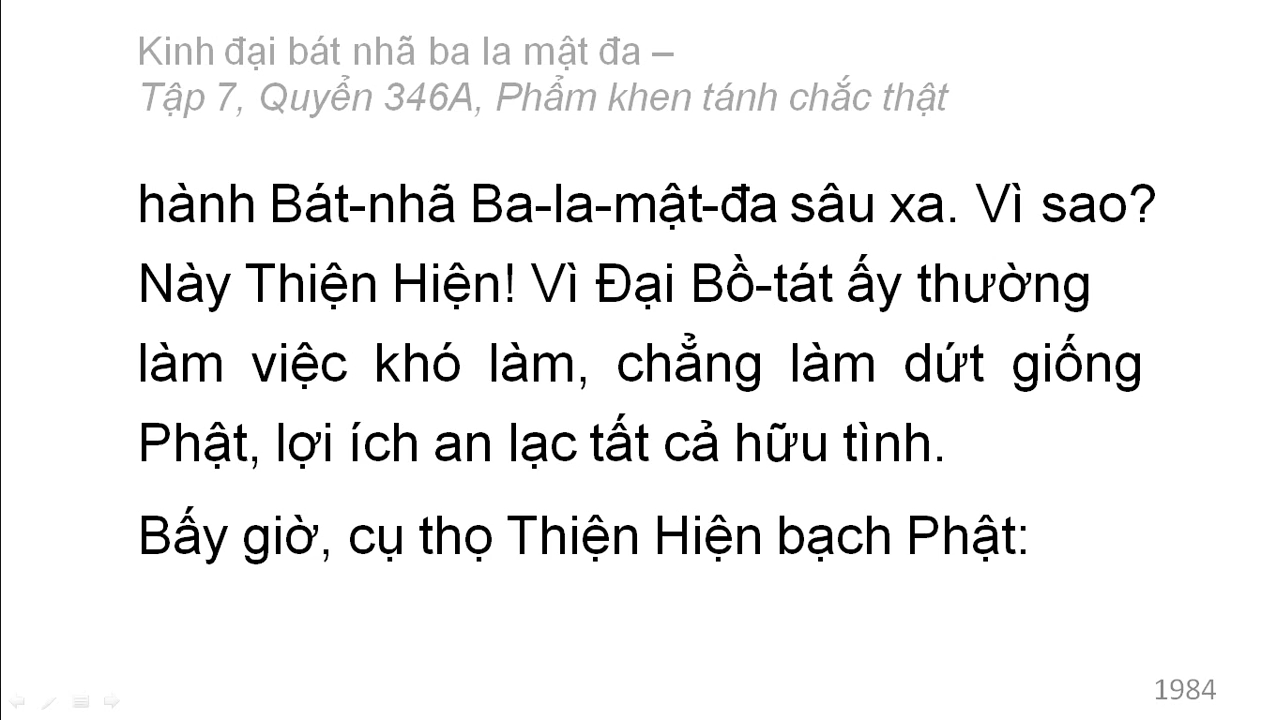 Kinh đại bát nhã ba la mật đa –
Tập 7, Quyển 346A, Phẩm khen tánh chắc thật
hành Bát-nhã Ba-la-mật-đa sâu xa. Vì sao?
Này Thiện Hiện! Vì Đại Bồ-tát ấy thường
làm việc khó làm, chẳng làm dứt giống
Phật, lợi ích an lạc tất cả hữu tình.
Bấy giờ, cụ thọ Thiện Hiện bạch Phật:
1984